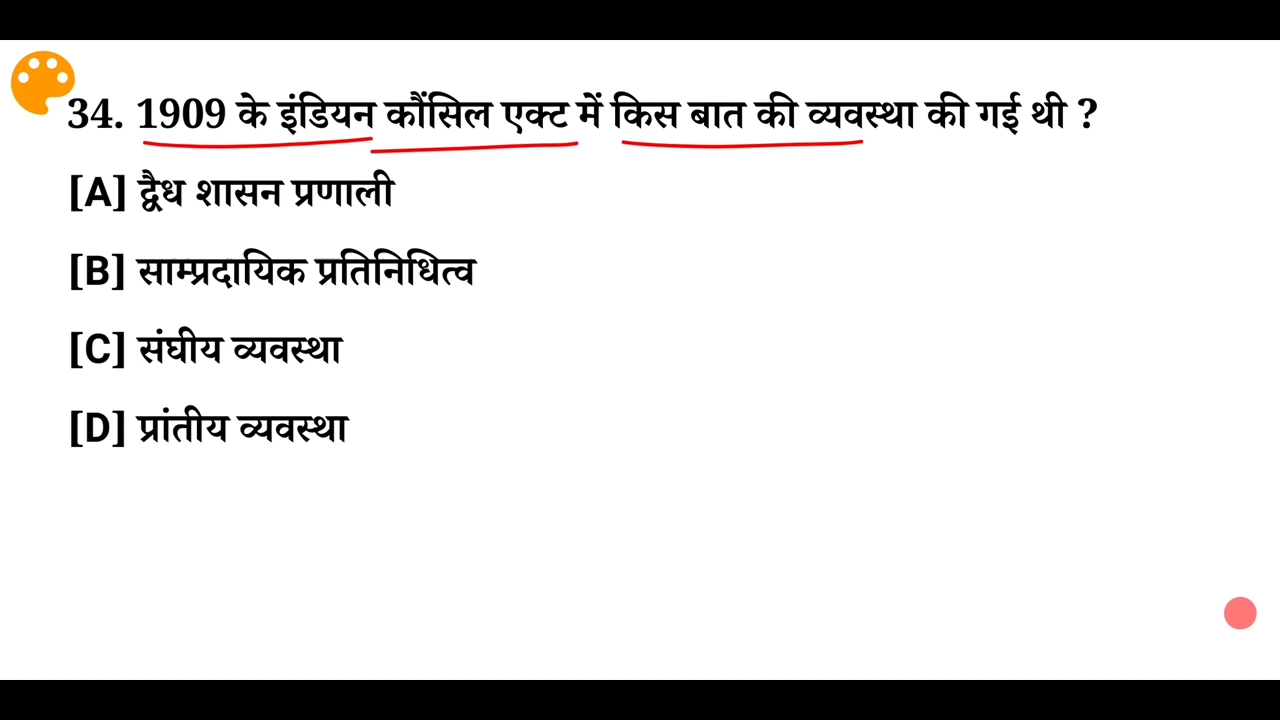 34. 1909 के इंडियन कौंसिल एक्ट में किस बात की व्यवस्था की गई थी ?
[A] द्वैध शासन प्रणाली
[B] साम्प्रदायिक प्रतिनिधित्व
[C] संघीय व्यवस्था
[D] प्रांतीय व्यवस्था